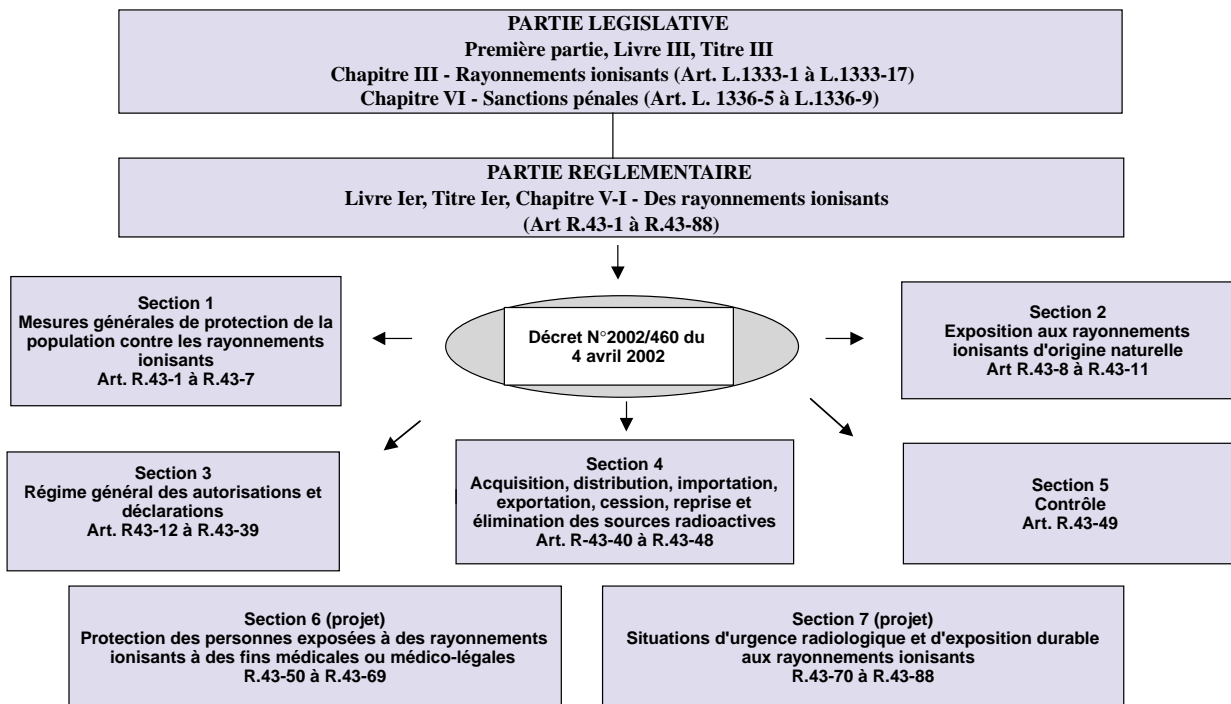 PARTIE LEGISLATIVE
Première partie, Livre III, Titre III
Chapitre III - Rayonnements ionisants (Art. L.1333-1 à L.1333-17)
Chapitre VI - Sanctions pénales (Art. L. 1336-5 à L.1336-9)
PARTIE REGLEMENTAIRE
Livre Ier, Titre Ier, Chapitre V-I - Des rayonnements ionisants
(Art R.43-1 à R.43-88)
Section 1
Mesures générales de protection de la
population contre les rayonnements
ionisants
Art. R.43-1 à R.43-7
Décret N°2002/460 du
4 avril 2002
Section 2
Exposition aux rayonnements
ionisants d'origine naturelle
Art R.43-8 à R.43-11
Section 3
Régime général des autorisations et
déclarations
Art. R43-12 à R.43-39
Section 4
Acquisition, distribution, importation,
exportation, cession, reprise et
élimination des sources radioactives
Art. R-43-40 à R.43-48
Section 5
Contrôle
Art. R.43-49
Section 6 (projet)
Protection des personnes exposées à des rayonnements
ionisants à des fins médicales ou médico-légales
R.43-50 à R.43-69
Section 7 (projet)
Situations d'urgence radiologique et d'exposition durable
aux rayonnements ionisants
R.43-70 à R.43-88